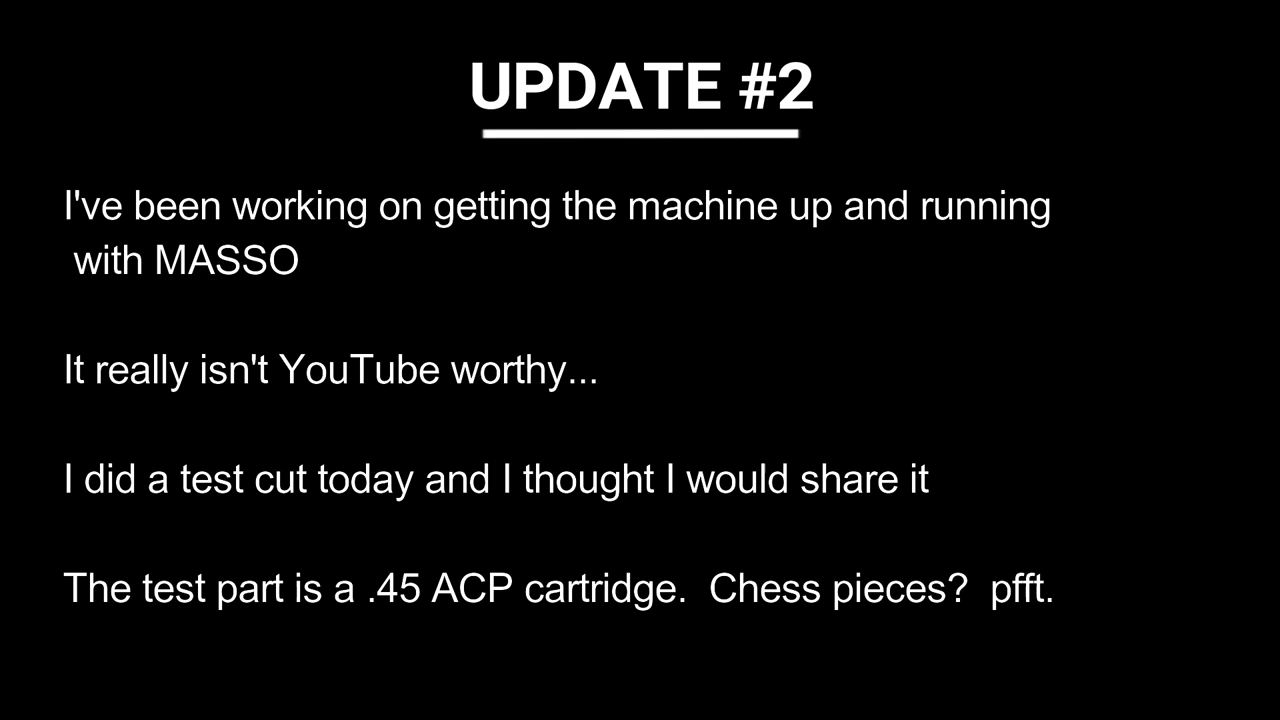 UPDATE #2
I've been working on getting the machine up and running
with MASSO
It really isn't YouTube worthy...
I did a test cut today and I thought I would share it
The test part is a .45 ACP cartridge.  Chess pieces?  pfft.